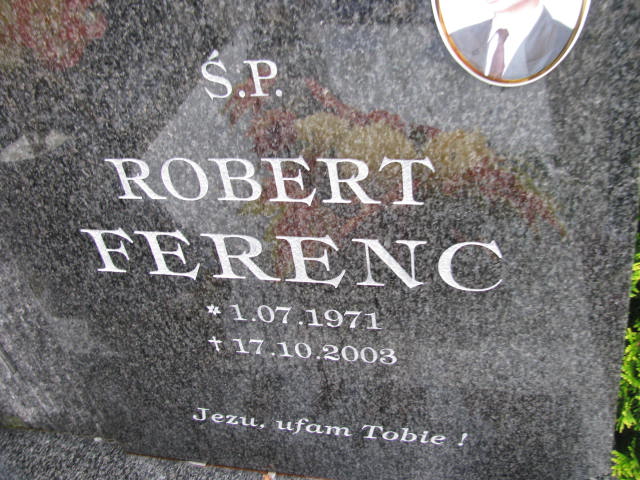 Ś.P.
ROBERT
FERENC
* 1.07.1971
† 17.10.2003
Jezu, ufam Tobie !